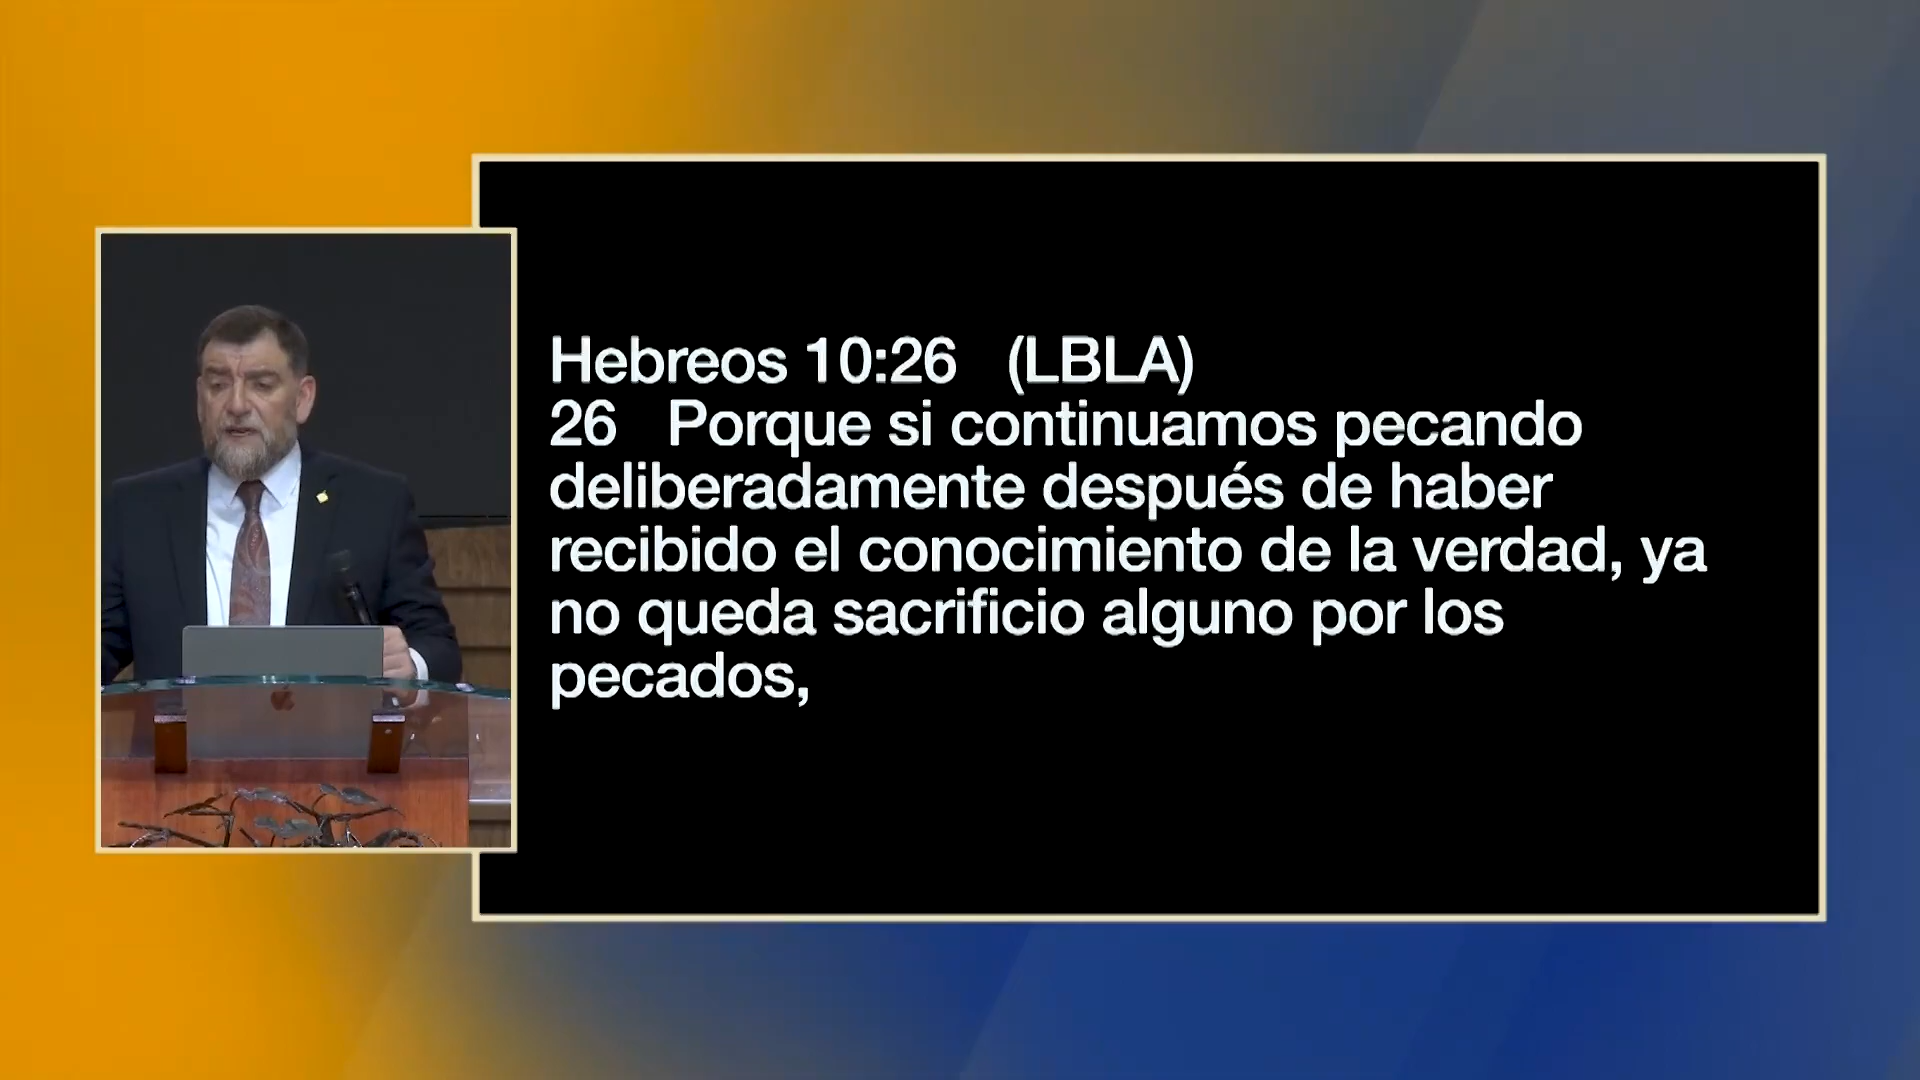 Hebreos 10:26 (LBLA)
26 Porque si continuamos pecando
deliberadamente después de haber
recibido el conocimiento de la verdad, ya
no queda sacrificio alguno por los
pecados,